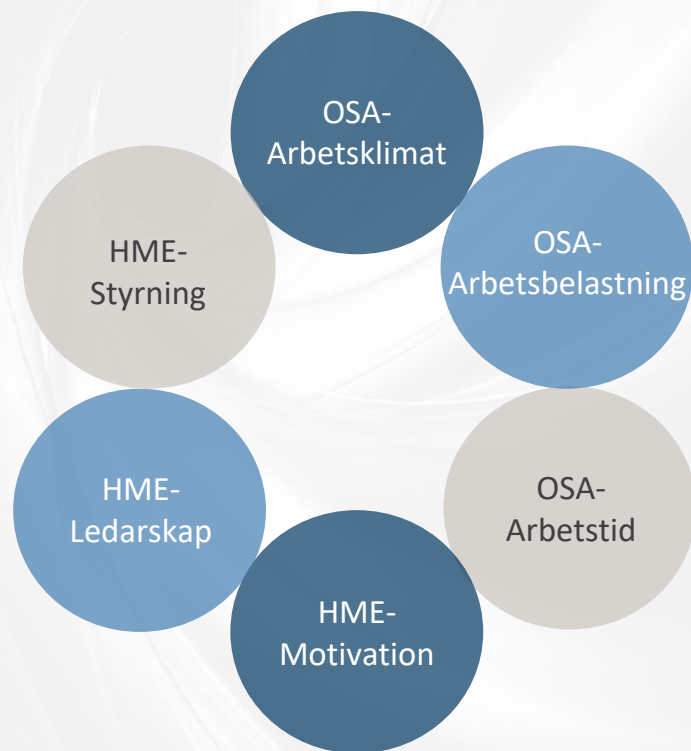 OSA-
Arbetsklimat
OSA-
Arbetsbelastning
OSA-
Arbetstid
HME-
Motivation
HME-
Ledarskap
HME-
Styrning